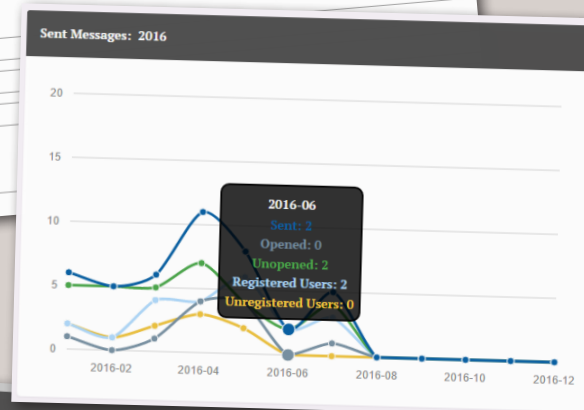 Sent Messages: 2016
20
15
10
5
0
2016-06
Sent: 2
Opened: 0
Unopened: 2
Registered Users: 2
Unregistered Users: 0
2016-02
2016-04
2016-06
2016-08
2016-10
2016-12